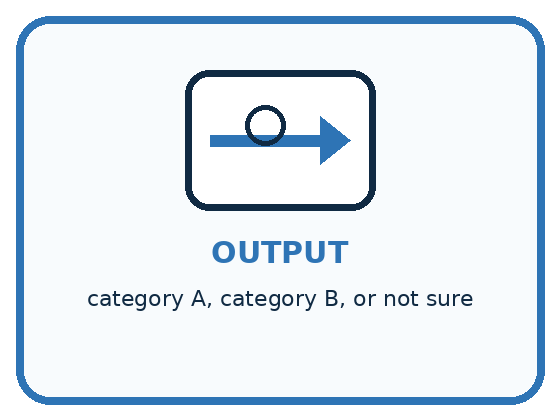 OUTPUT
category A, category B, or not sure